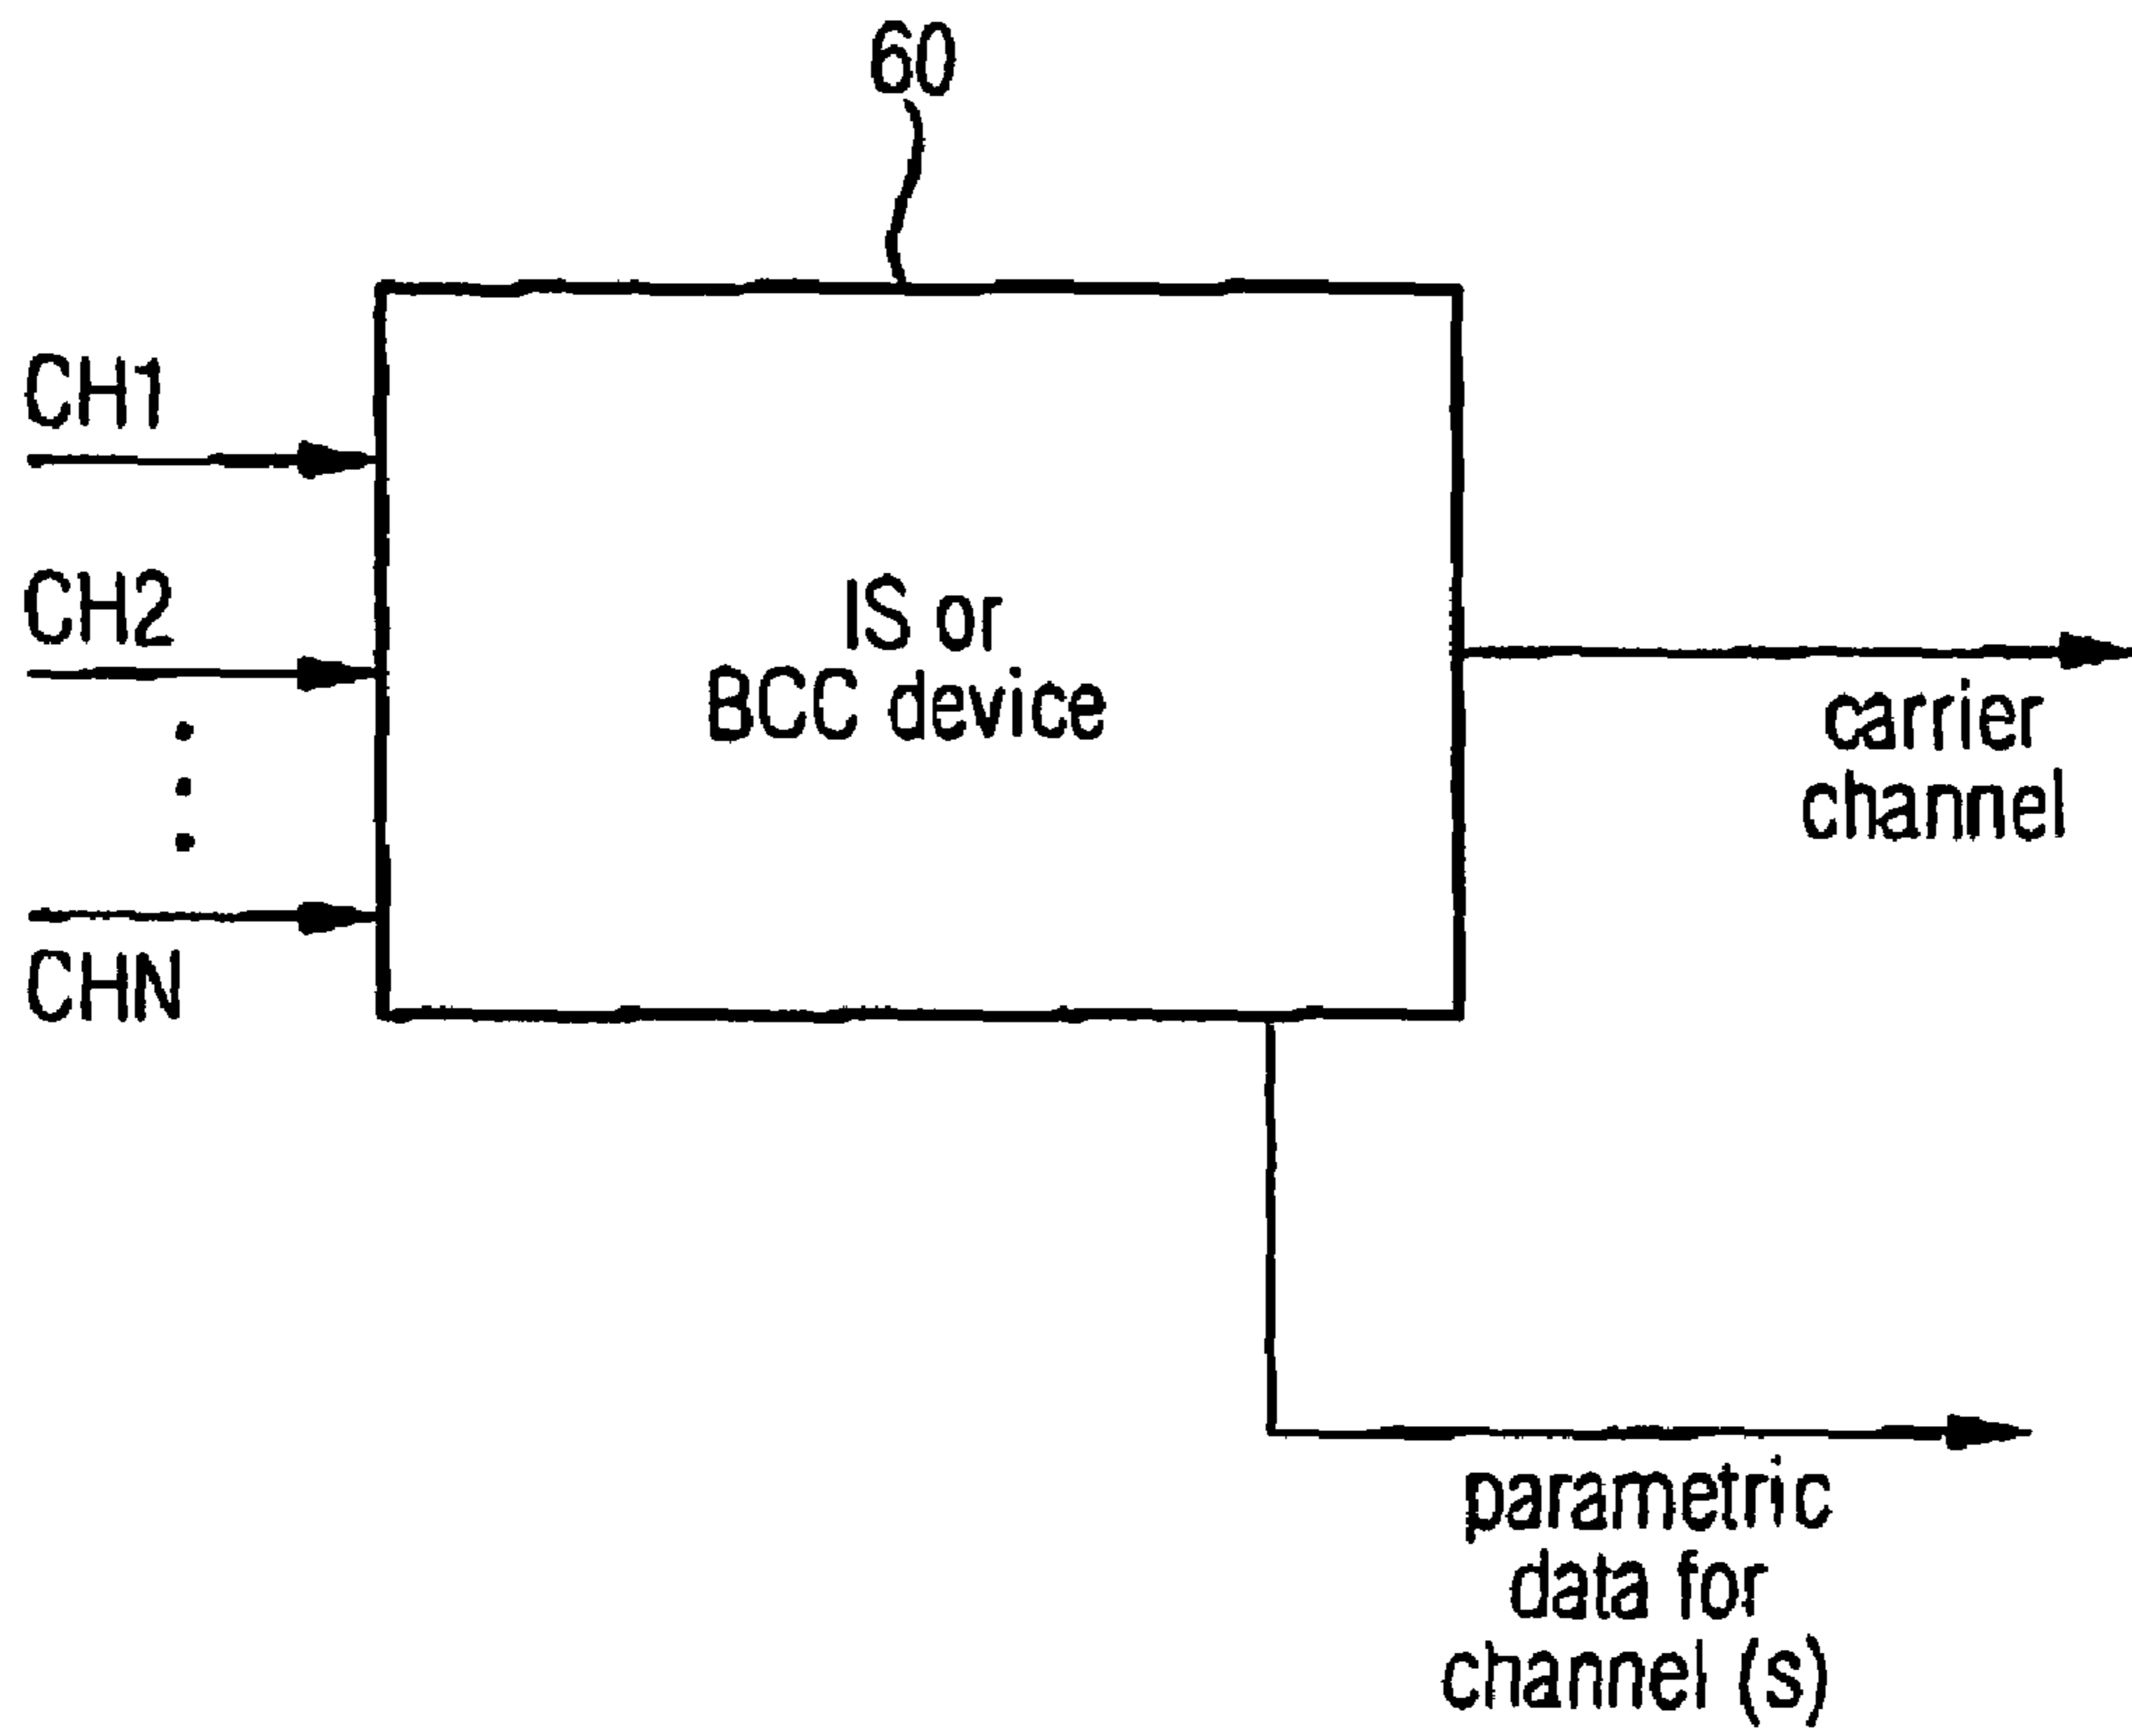 60
CH1
CH2
CHN
IS or
BCC device
carrier
channel
parametric
data for
channel (s)